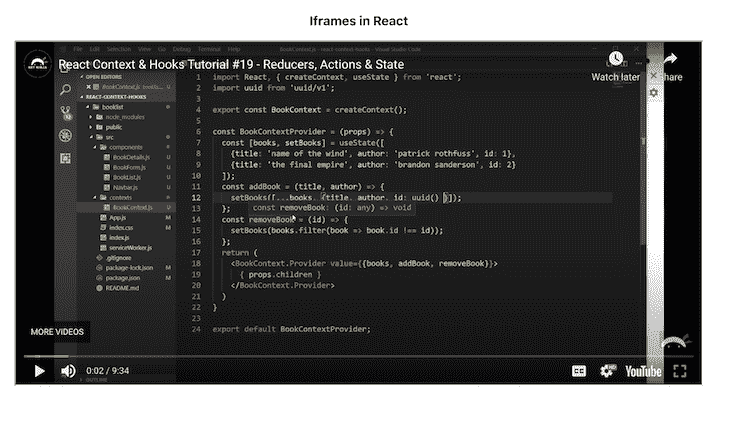 Iframes in React
File Edit Selection View Go Debug Terminal Help BookContext.js - react-context-hooks - Visual Studio Code
React Context & Hooks Tutorial #19 - Reducers, Actions & State
Watch later
Share
OPEN EDITORS
BookContext.js
REACT-CONTEXT-HOOKS
booklist
node_modules
public
src
components
BookDetails.js U
BookForm.js U
BookList.js U
Navbar.js U
contexts
BookContext.js U
App.js M
index.css M
index.js
serviceWorker.js
.gitignore
package-lock.json M
package.json M
README.md
OUTLINE
1 import React, { createContext, useState } from 'react';
2 import uuid from 'uuid/v1';
4 export const BookContext = createContext();
6 const BookContextProvider = (props) => {
7 const [books, setBooks] = useState([
8 {title: 'name of the wind', author: 'patrick rothfuss', id: 1},
9 {title: 'the final empire', author: 'brandon sanderson', id: 2}
10 ]);
11 const addBook = (title, author) => {
12 setBooks([...books, {title, author, id: uuid() }]);
13 };
const removeBook: (id: any) => void
14 const removeBook = (id) => {
15 setBooks(books.filter(book => book.id !== id));
16 };
17 return (
18 <BookContext.Provider value={{books, addBook, removeBook}}>
19 { props.children }
20 </BookContext.Provider>
21 )
22 }
23
24 export default BookContextProvider;
MORE VIDEOS
0:02 / 9:34
CC
HD
YouTube